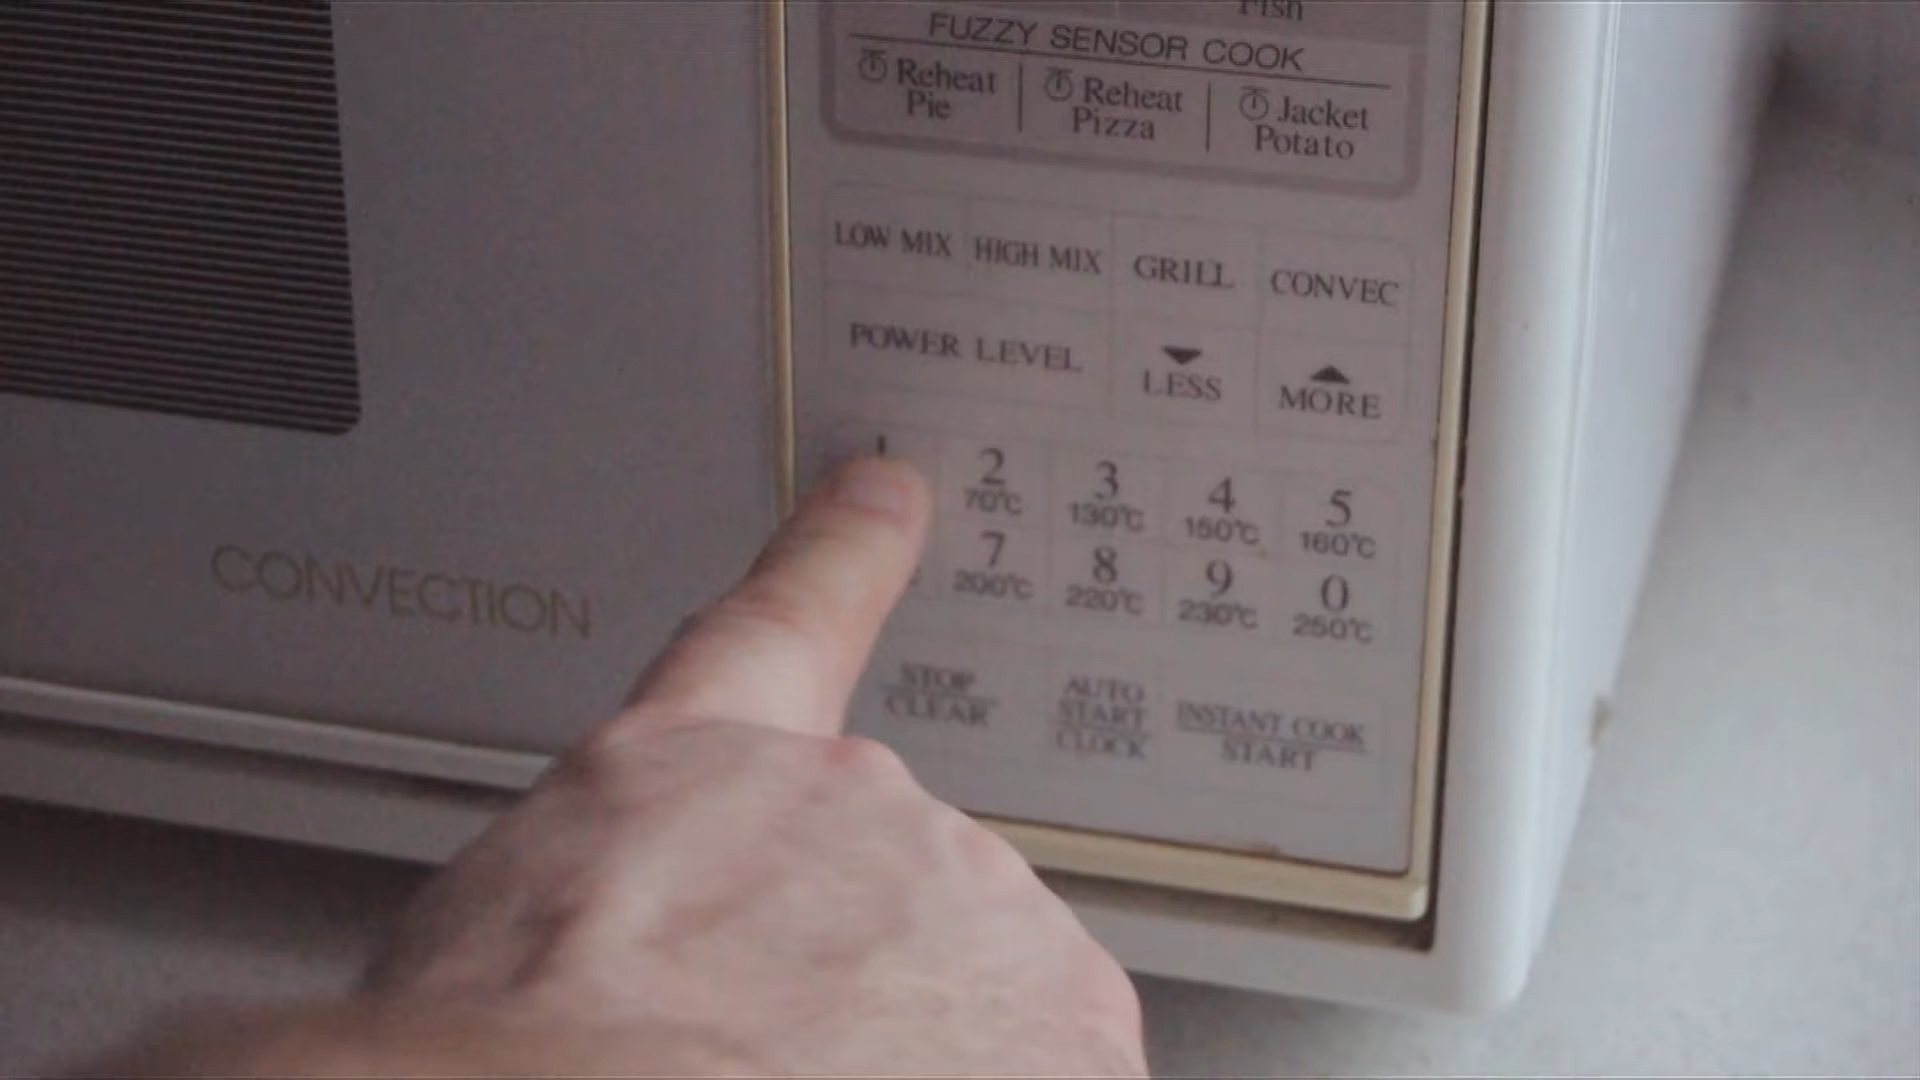 FUZZY SENSOR COOK
Reheat Pie
Reheat Pizza
Jacket Potato
LOW MIX HIGH MIX GRILL CONVEC
POWER LEVEL LESS MORE
2 3 4 5
70°C 130°C 150°C 160°C
7 8 9 0
200°C 220°C 230°C 250°C
STOP
CLEAR
AUTO
START
CLOCK
INSTANT COOK
START
CONVECTION